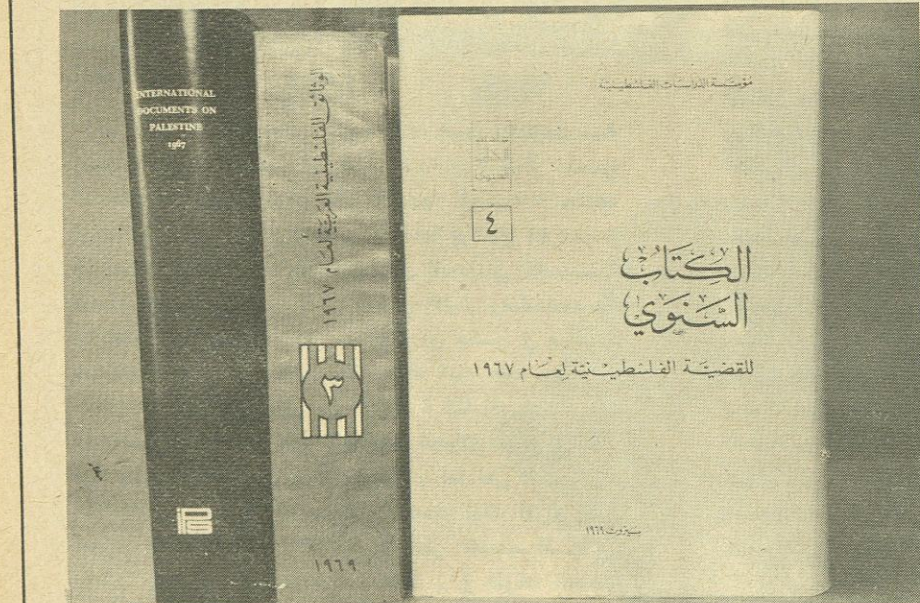 INTERNATIONAL
DOCUMENTS ON
PALESTINE
1967
الوثائق الفلسطينية العربية لعام ١٩٦٧
٣
١٩٦٩
مؤسسة الدراسات الفلسطينية
٤
الكتاب
السنوي
للقضية الفلسطينية لعام ١٩٦٧
بيروت ١٩٦٩